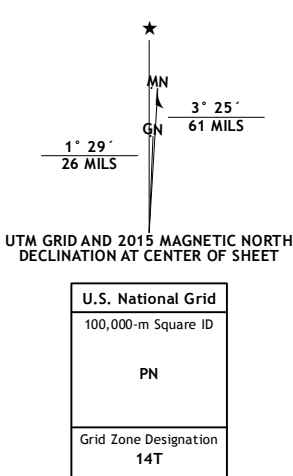 ★
MN
3° 25´
61 MILS
GN
1° 29´
26 MILS
UTM GRID AND 2015 MAGNETIC NORTH
DECLINATION AT CENTER OF SHEET
U.S. National Grid
100,000-m Square ID
PN
Grid Zone Designation
14T